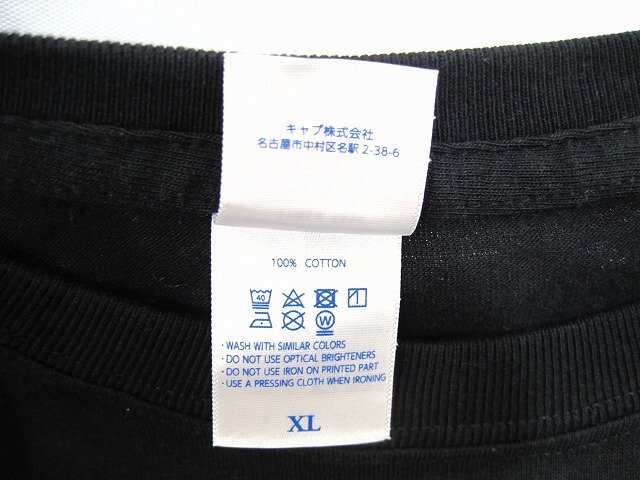 キャブ株式会社
名古屋市中村区名駅 2-38-6
100% COTTON
40
W
· WASH WITH SIMILAR COLORS
· DO NOT USE OPTICAL BRIGHTENERS
· DO NOT USE IRON ON PRINTED PART
· USE A PRESSING CLOTH WHEN IRONING
XL